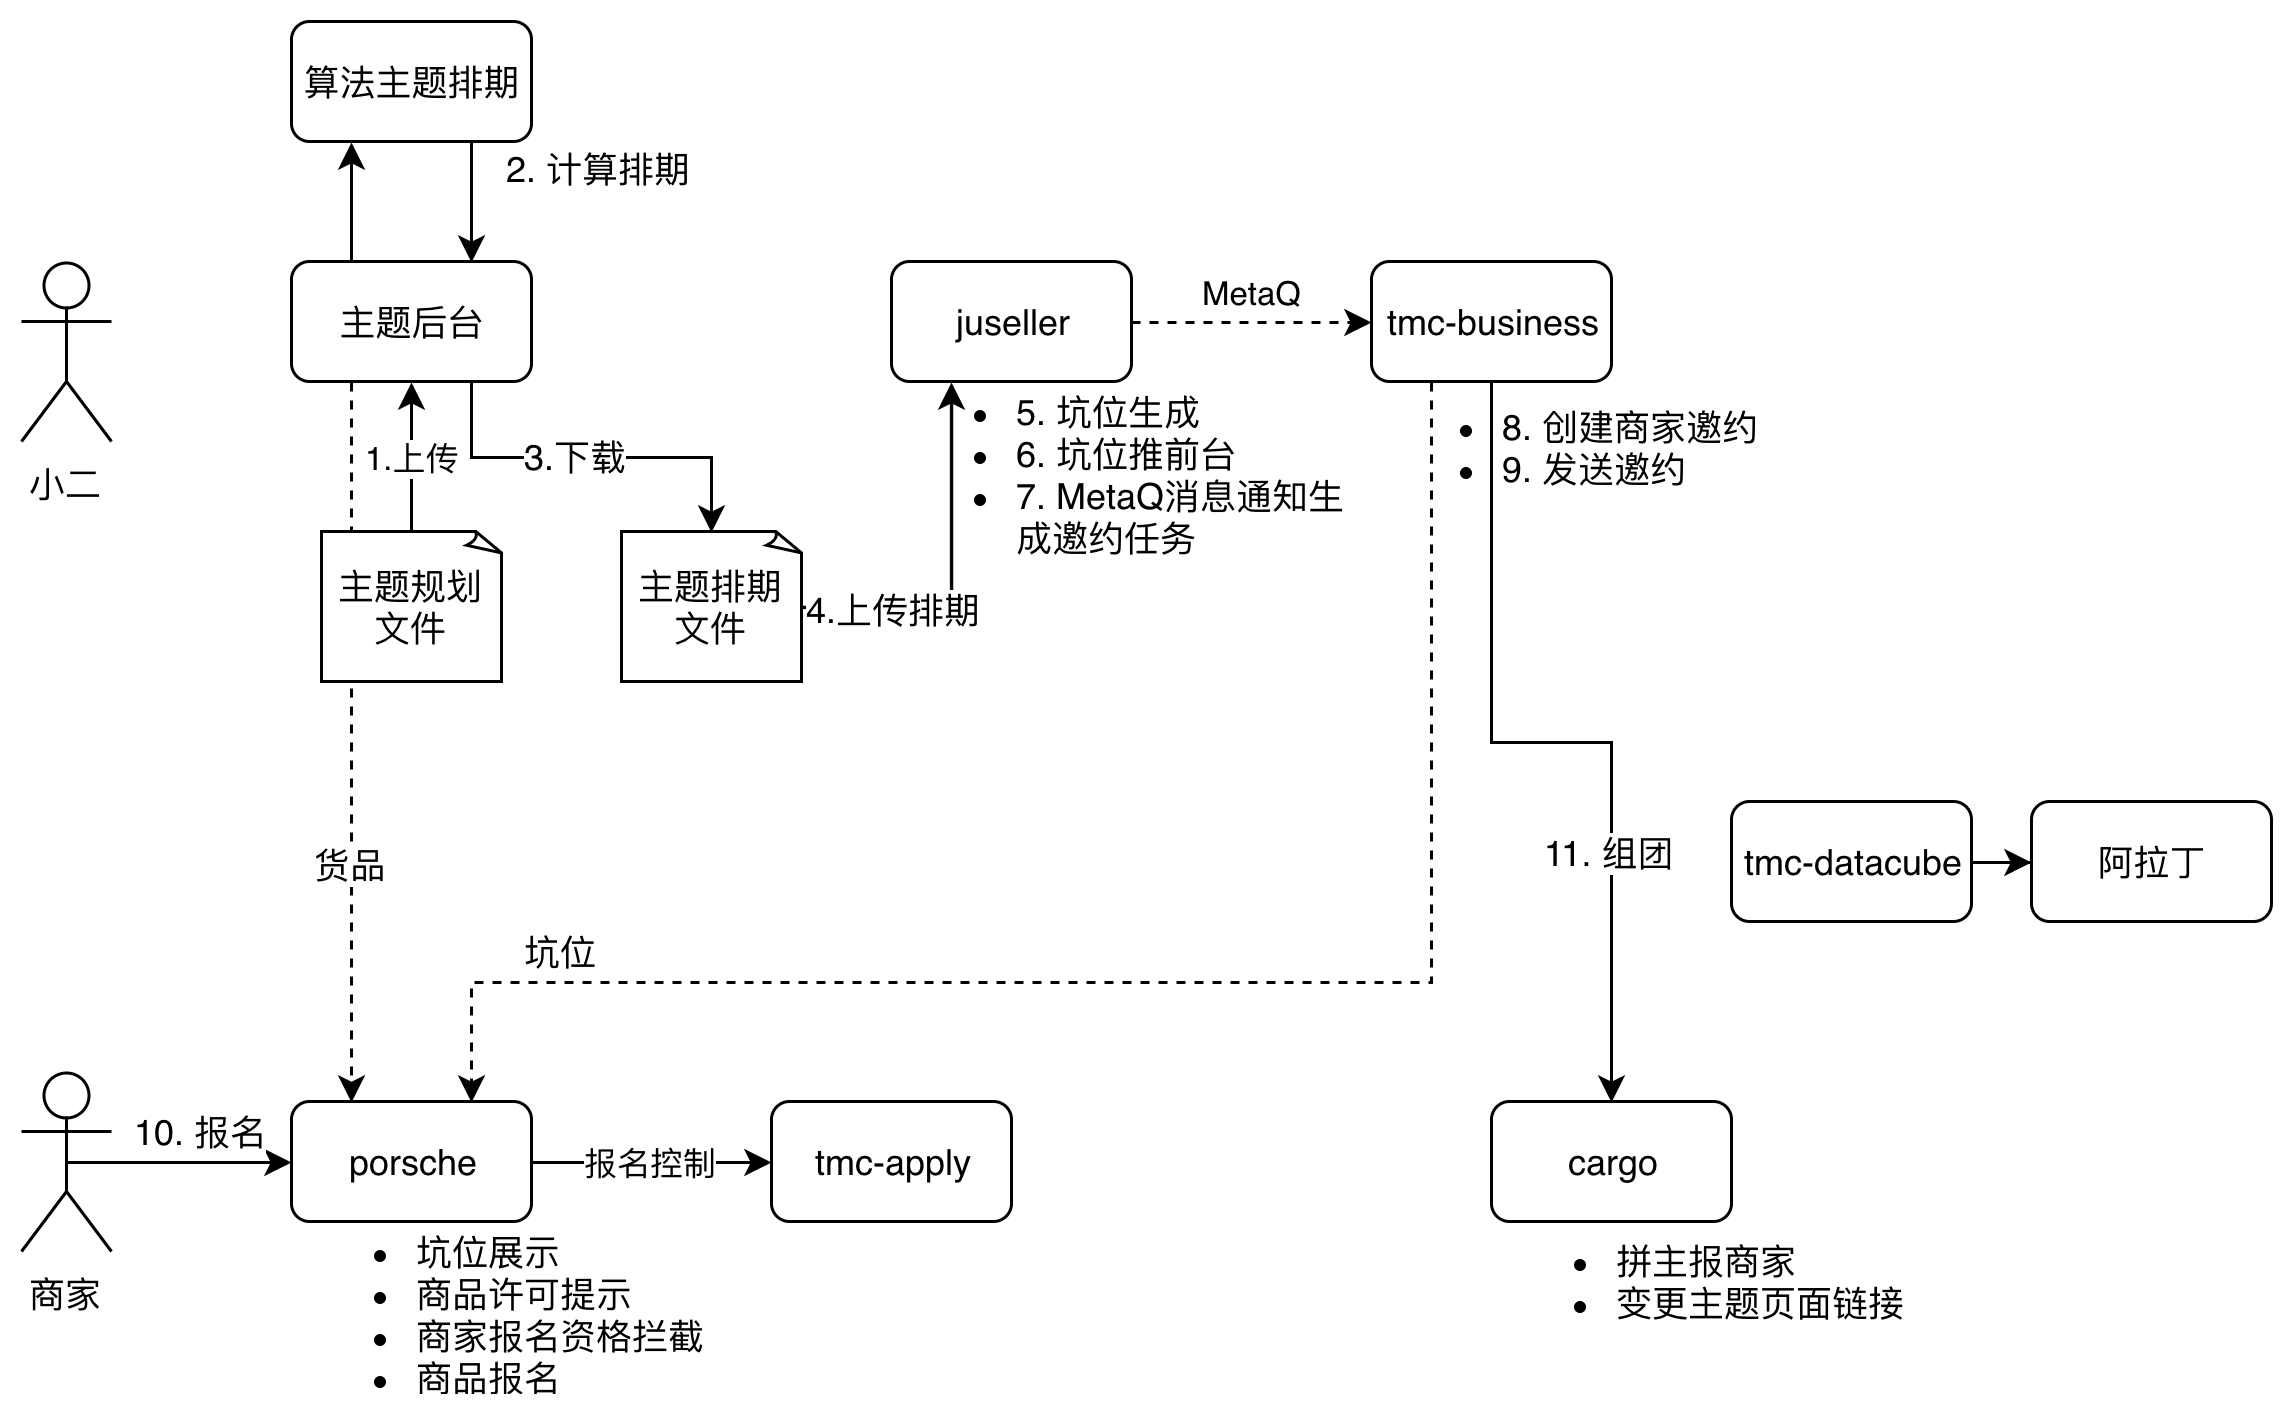 算法主题排期
2. 计算排期
主题后台
juseller
MetaQ
tmc-business
小二
1.上传
3.下载
5. 坑位生成
6. 坑位推前台
7. MetaQ消息通知生
成邀约任务
8. 创建商家邀约
9. 发送邀约
主题规划
文件
主题排期
文件
4.上传排期
货品
11. 组团
tmc-datacube
阿拉丁
坑位
10. 报名
porsche
报名控制
tmc-apply
cargo
商家
坑位展示
商品许可提示
商家报名资格拦截
商品报名
拼主报商家
变更主题页面链接